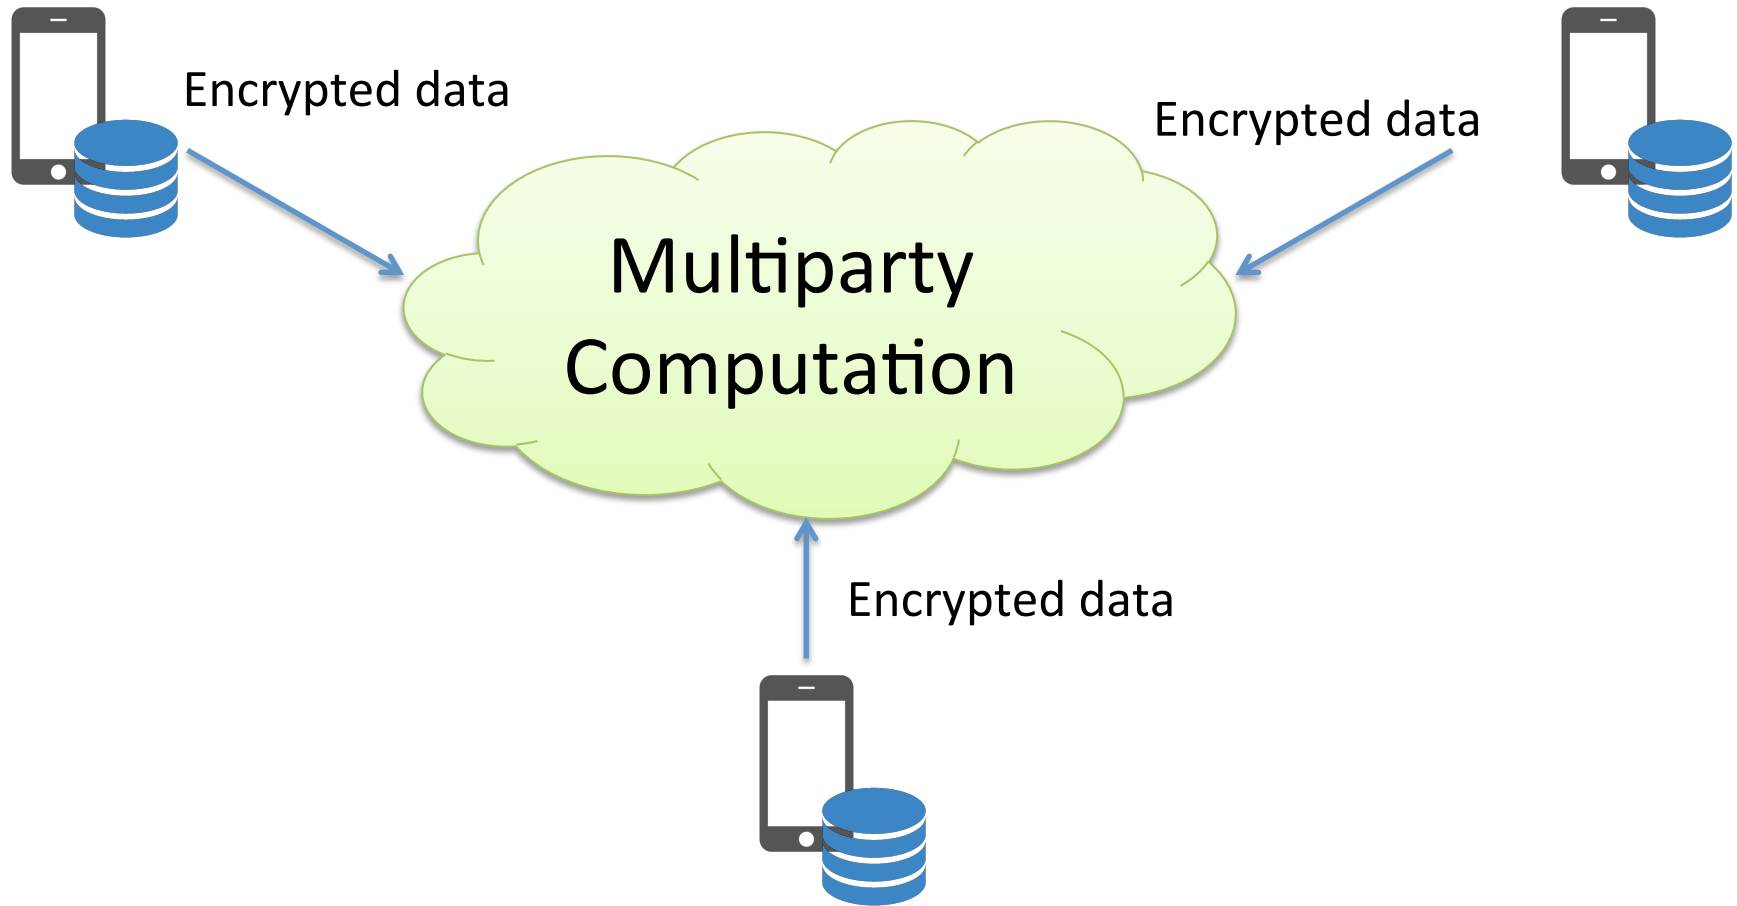 Encrypted data
Encrypted data
Multiparty
Computation
Encrypted data